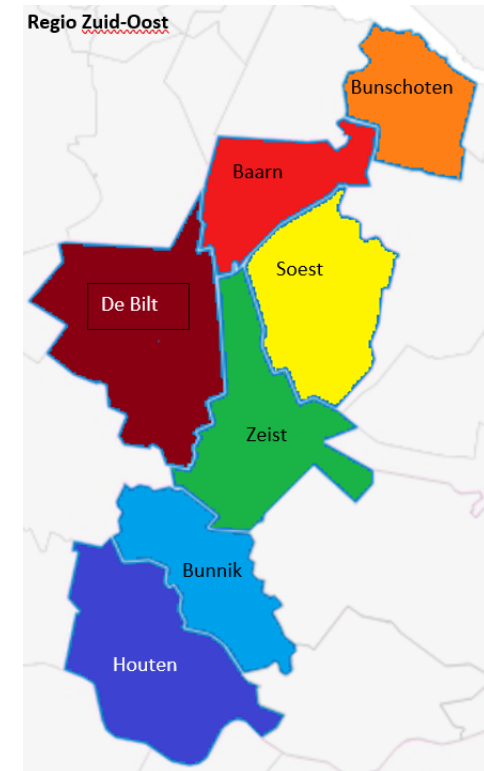 Regio Zuid-Oost
Bunschoten
Baarn
Soest
De Bilt
Zeist
Bunnik
Houten